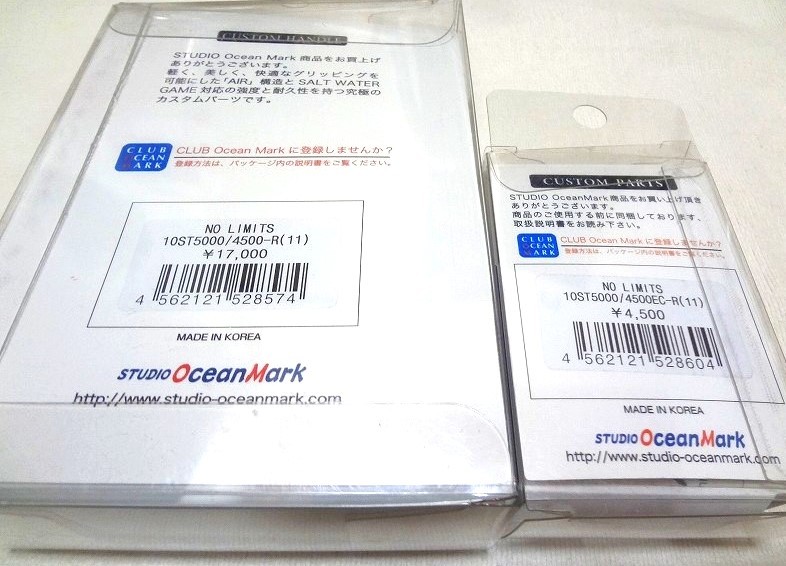 CUSTOM HANDLE
STUDIO Ocean Mark 商品をお買上げ
ありがとうございます。
軽く、美しく、快適なグリッピングを
可能にした「AIR」構造と SALT WATER
GAME 対応の強度と耐久性を持つ究極の
カスタムパーツです。
CLUB
OCEAN
MARK
CLUB Ocean Mark に登録しませんか?
登録方法は、パッケージ内の説明書をご覧ください。
NO LIMITS
10ST5000/4500-R(11)
¥17,000
4 562121 528574
MADE IN KOREA
STUDIO OceanMark
http://www.studio-oceanmark.com
CUSTOM PARTS
STUDIO OceanMark商品をお買い上げ頂き
ありがとうございます。
商品のご使用する前に同梱しております、
取扱説明書をお読み下さい。
CLUB
OCEAN
MARK
CLUB Ocean Mark に登録しませんか?
登録方法は、パッケージ内の説明書をご覧ください。
NO LIMITS
10ST5000/4500EC-R(11)
¥4,500
4 562121 528604
MADE IN KOREA
STUDIO OceanMark
http://www.studio-oceanmark.com